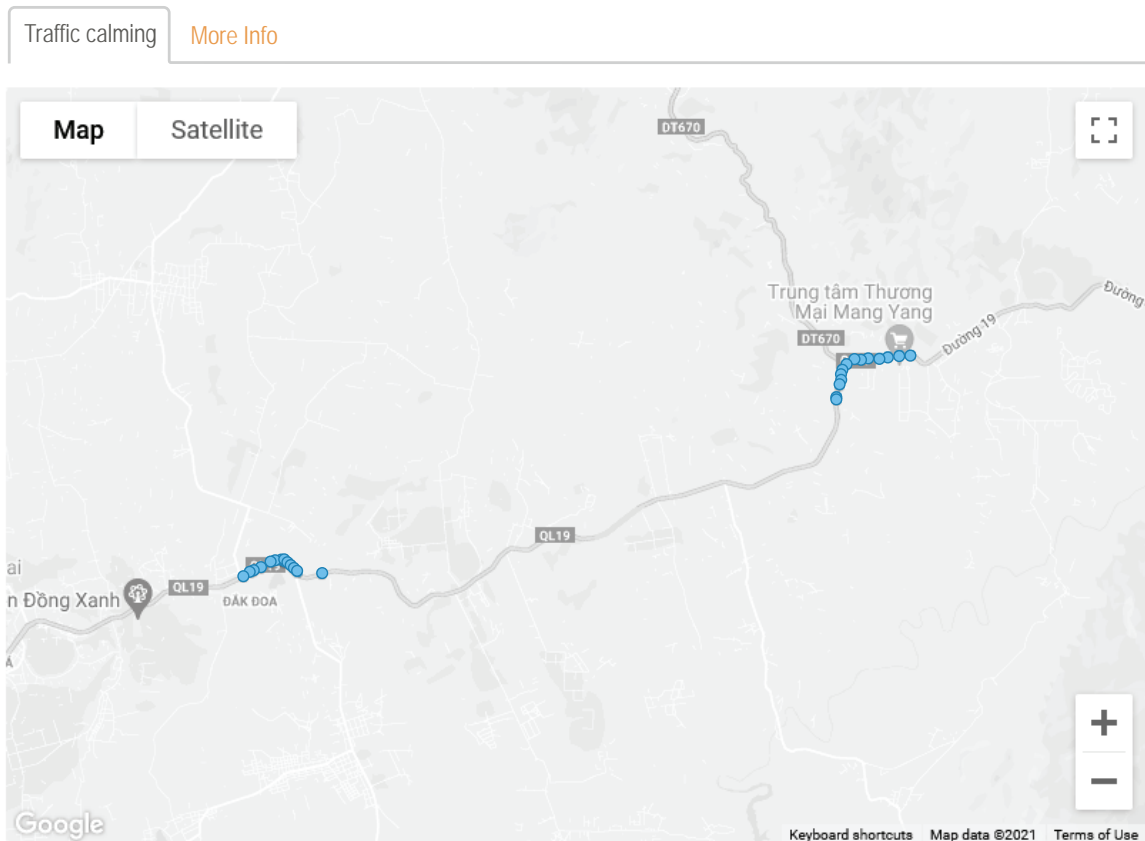 Traffic calming
More Info
Map
Satellite
DT670
Trung tâm Thương
Mại Mang Yang
Đường
Đường 19
DT670
QL19
ai
n Đồng Xanh
QL19
ĐĂK ĐOA
A
Google
Keyboard shortcuts
Map data ©2021
Terms of Use